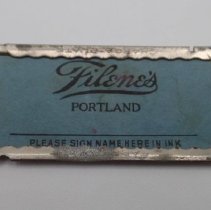 Filene's
PORTLAND
PLEASE SIGN NAME HERE IN INK